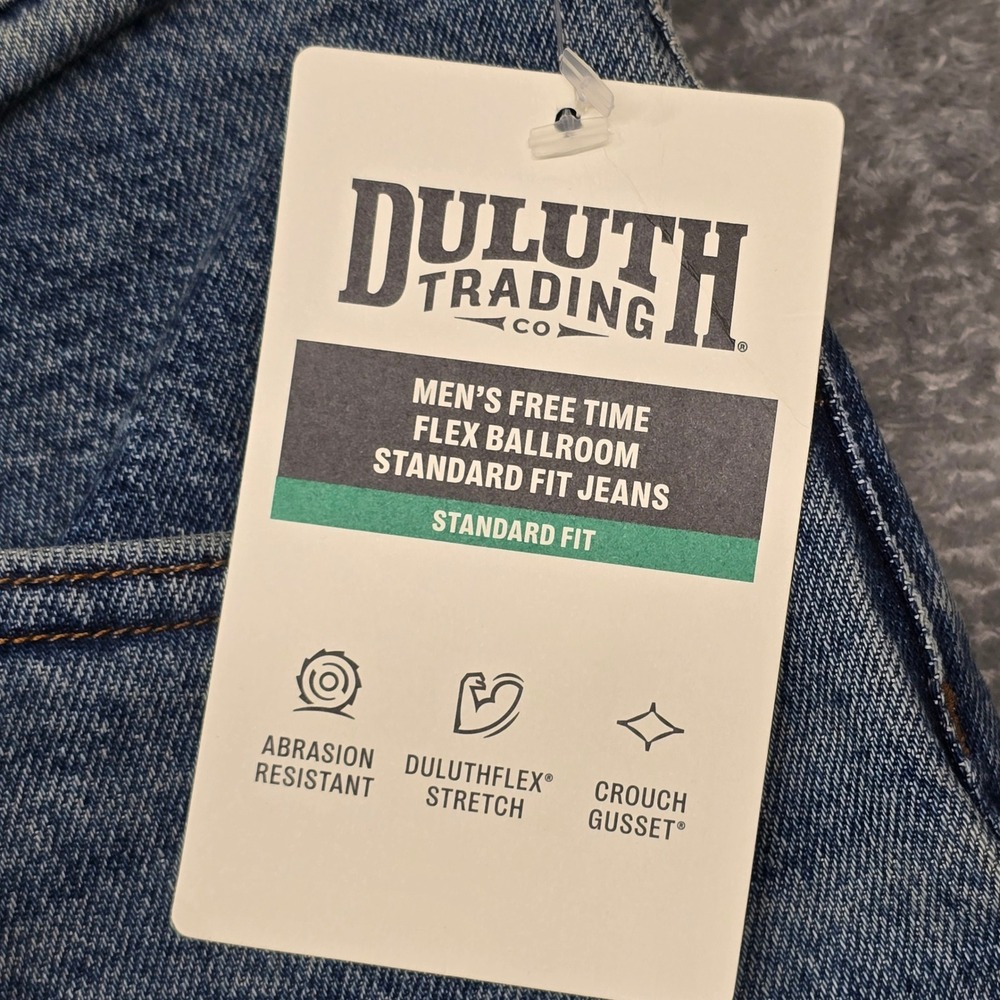 DULUTH
TRADING
CO ®
MEN'S FREE TIME
FLEX BALLROOM
STANDARD FIT JEANS
STANDARD FIT
ABRASION
RESISTANT
DULUTHFLEX®
STRETCH
CROUCH
GUSSET®